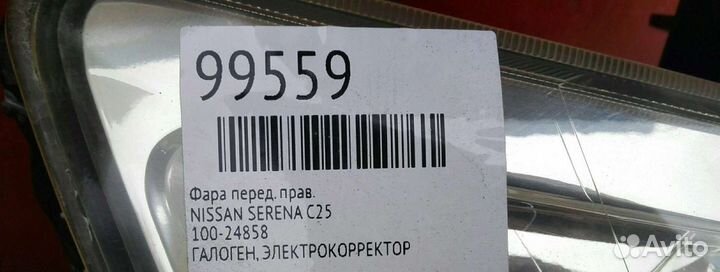 99559
Фара перед. прав.
NISSAN SERENA C25
100-24858
ГАЛОГЕН, ЭЛЕКТРОКОРРЕКТОР
Avito